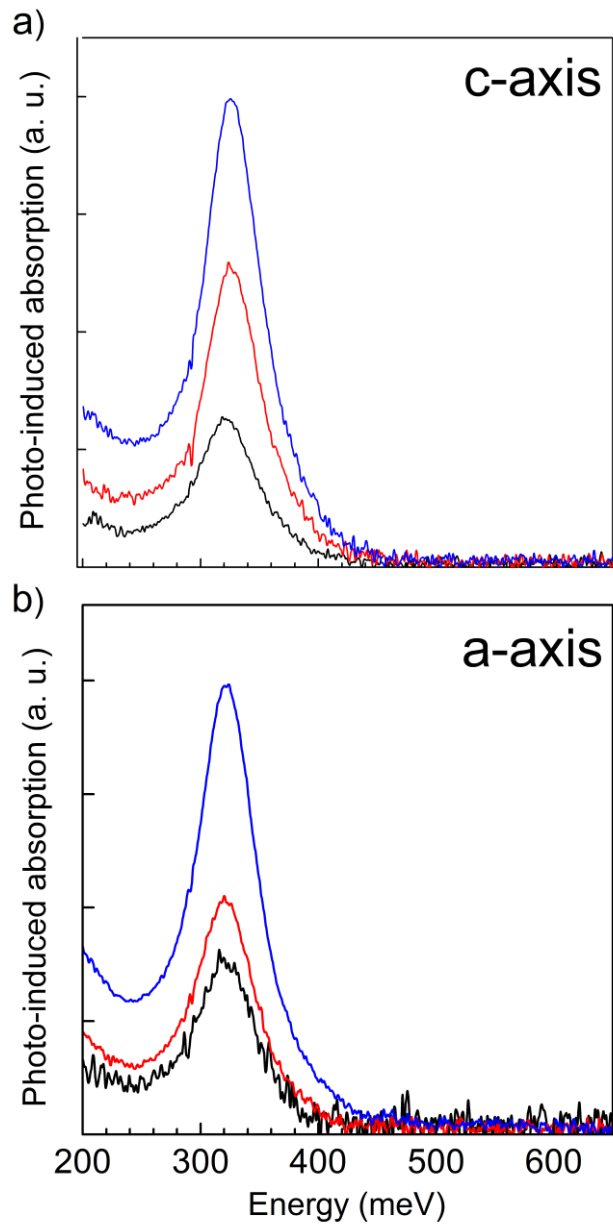 a)
c-axis
Photo-induced absorption (a. u.)
b)
a-axis
Photo-induced absorption (a. u.)
200 300 400 500 600
Energy (meV)